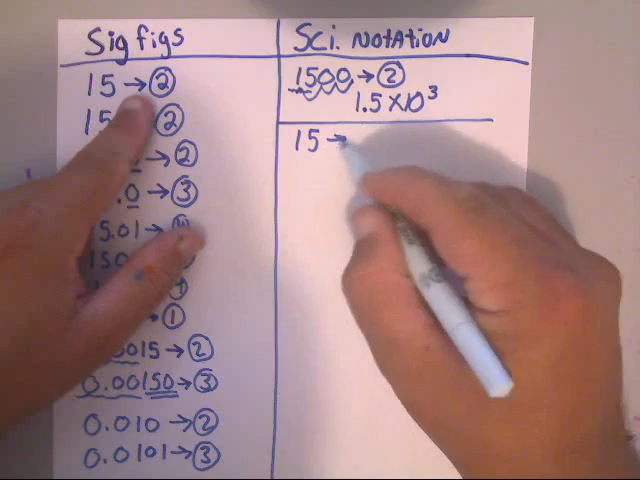 Sig figs
15 → 2
15 2
→ 2
.0 → 3
5.01 →
150
→ 1
0015 → 2
0.00150 → 3
0.010 → 2
0.0101 → 3
Sci. NOTATION
1500 → 2
1.5 × 10³
15 →